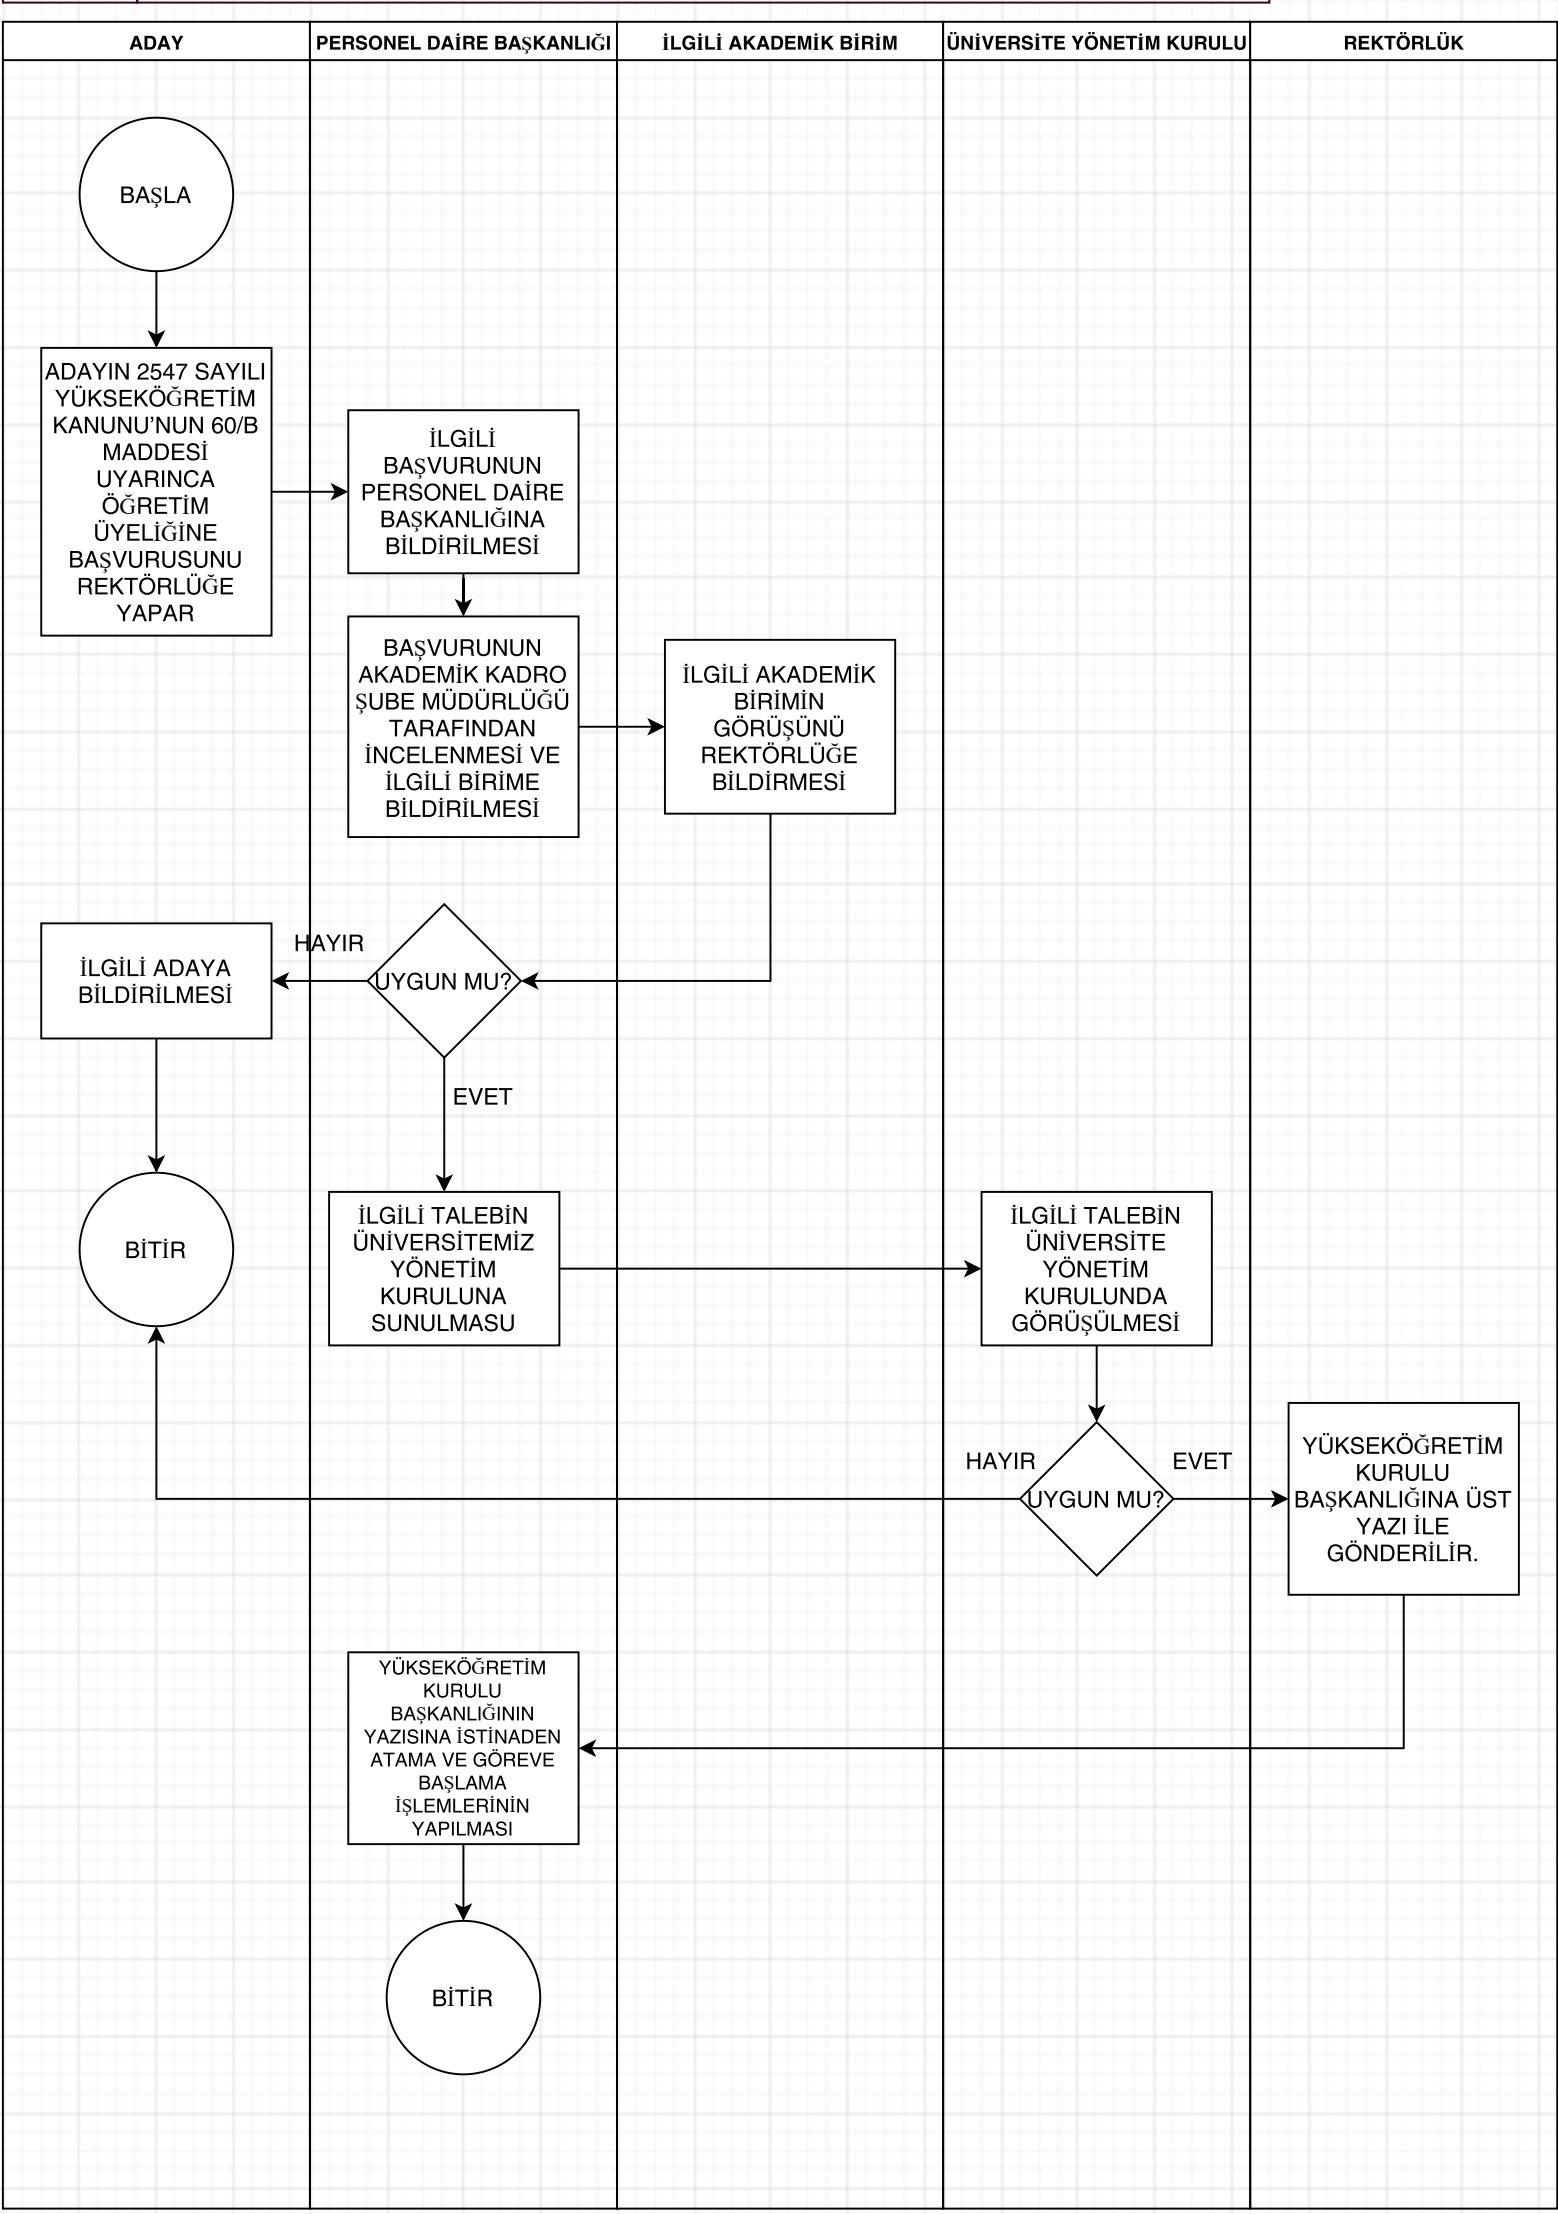 ADAY
PERSONEL DAİRE BAŞKANLIĞI
İLGİLİ AKADEMİK BİRİM
ÜNİVERSİTE YÖNETİM KURULU
REKTÖRLÜK
BAŞLA
ADAYIN 2547 SAYILI
YÜKSEKÖĞRETİM
KANUNU'NUN 60/B
MADDESİ
UYARINCA
ÖĞRETİM
ÜYELİĞİNE
BAŞVURUSUNU
REKTÖRLÜĞE
YAPAR
İLGİLİ
BAŞVURUNUN
PERSONEL DAİRE
BAŞKANLIĞINA
BİLDİRİLMESİ
BAŞVURUNUN
AKADEMİK KADRO
ŞUBE MÜDÜRLÜĞÜ
TARAFINDAN
İNCELENMESİ VE
İLGİLİ BİRİME
BİLDİRİLMESİ
İLGİLİ AKADEMİK
BİRİMİN
GÖRÜŞÜNÜ
REKTÖRLÜĞE
BİLDİRMESİ
UYGUN MU?
HAYIR
İLGİLİ ADAYA
BİLDİRİLMESİ
BİTİR
EVET
İLGİLİ TALEBİN
ÜNİVERSİTEMİZ
YÖNETİM
KURULUNA
SUNULMASU
İLGİLİ TALEBİN
ÜNİVERSİTE
YÖNETİM
KURULUNDA
GÖRÜŞÜLMESİ
HAYIR
UYGUN MU?
EVET
YÜKSEKÖĞRETİM
KURULU
BAŞKANLIĞINA ÜST
YAZI İLE
GÖNDERİLİR.
YÜKSEKÖĞRETİM
KURULU
BAŞKANLIĞININ
YAZISINA İSTİNADEN
ATAMA VE GÖREVE
BAŞLAMA
İŞLEMLERİNİN
YAPILMASI
BİTİR